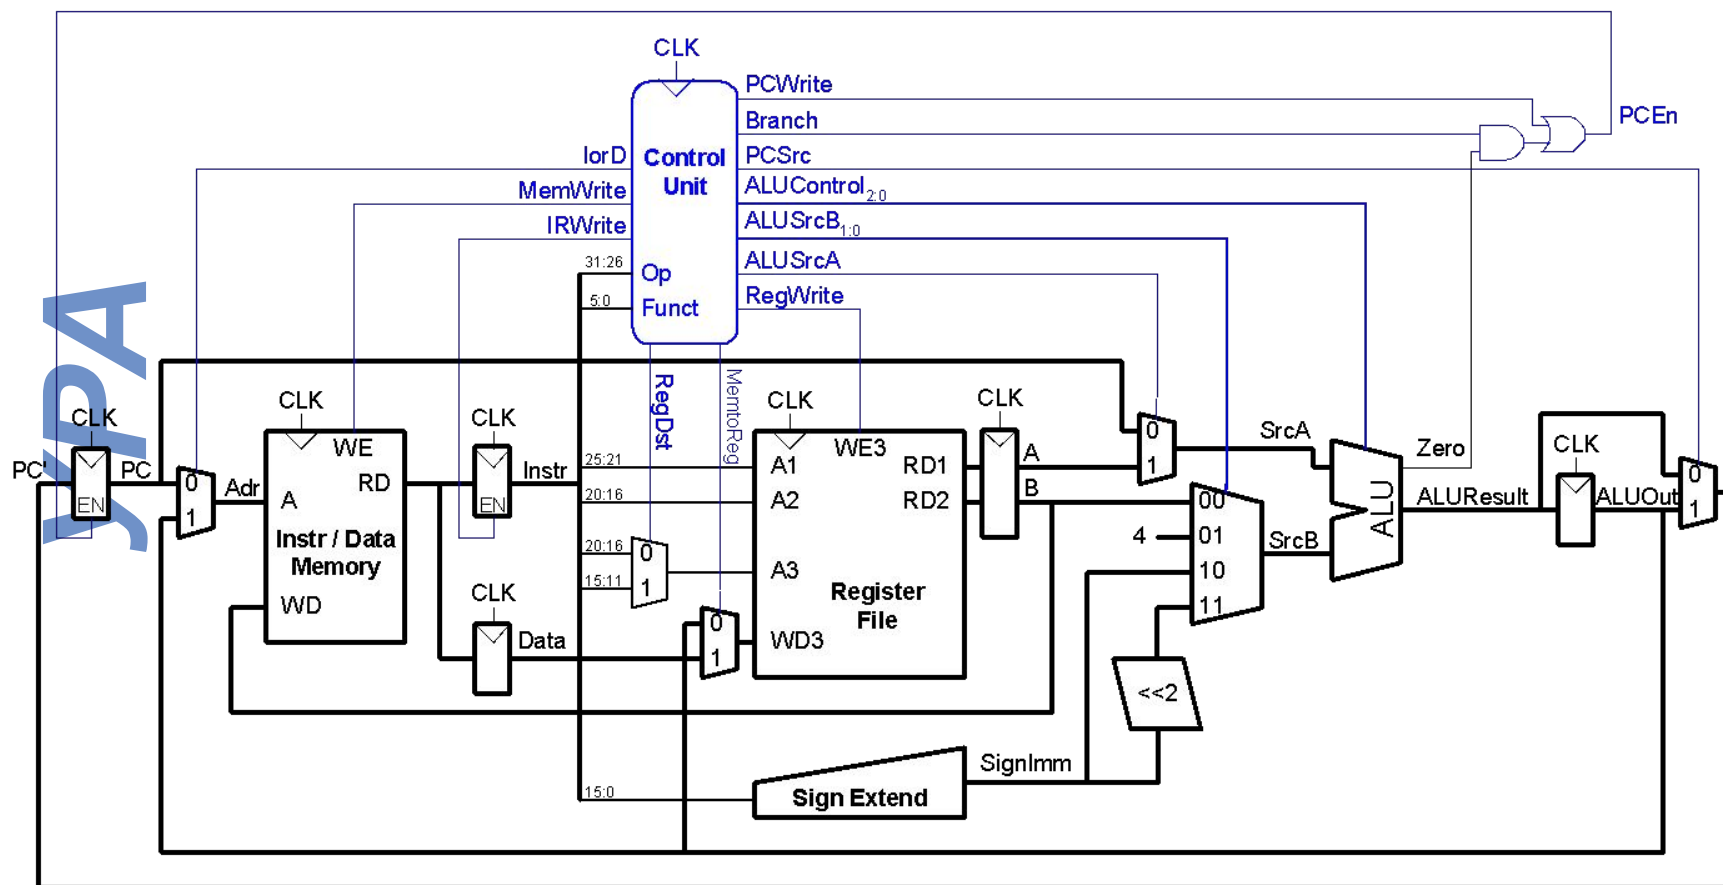 CLK
PCWrite
Branch
PCEn
IorD
Control
Unit
PCSrc
MemWrite
ALUControl2:0
IRWrite
ALUSrcB1:0
31:26
Op
ALUSrcA
5:0
Funct
RegWrite
JYPA
RegDst
MemtoReg
CLK
CLK
CLK
CLK
CLK
PC'
PC
EN
0
1
Adr
WE
A
RD
Instr / Data
Memory
WD
EN
Instr
CLK
Data
25:21
20:16
20:16
15:11
0
1
0
1
A1
A2
A3
WD3
WE3
RD1
RD2
Register
File
A
B
0
1
SrcA
00
4
01
10
11
SrcB
ALU
Zero
ALUResult
CLK
ALUOut
0
1
<<2
15:0
Sign Extend
SignImm